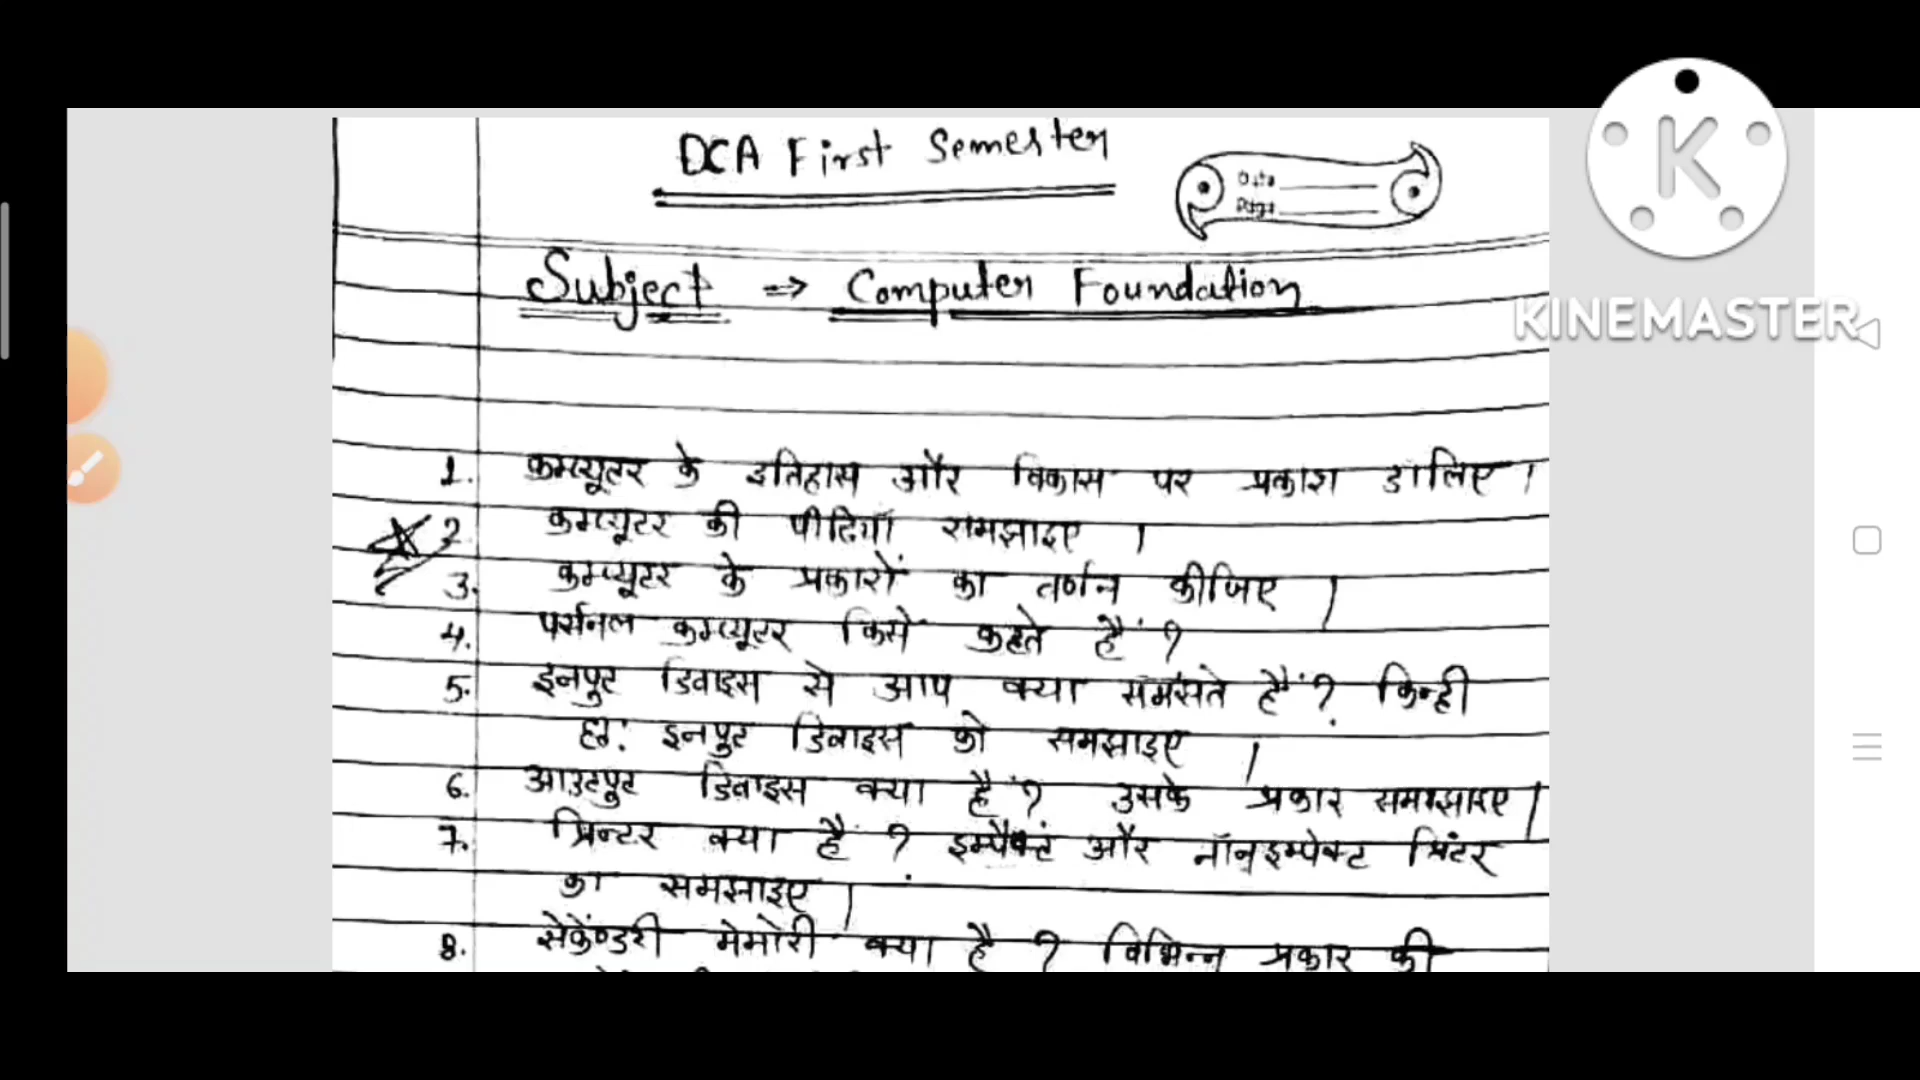 DCA First Semester
Date
Page
K
KINEMASTER
Subject ⇒ Computer Foundation
1. कम्प्यूटर के इतिहास और विकास पर प्रकाश डालिए।
2 कम्प्यूटर की पीढियाँ समझाइए ।
3. कम्प्यूटर के प्रकारों का वर्णन कीजिए ।
4. पर्सनल कम्प्यूटर किसे कहते हैं ?
5. इनपुट डिवाइस से आप क्या समझते हैं ? किन्ही
छः इनपुट डिवाइस को समझाइए ।
6. आउटपुट डिवाइस क्या है ? उसके प्रकार समझाइए ।
7. प्रिन्टर क्या है ? इम्पैक्ट और नॉनइम्पेक्ट प्रिंटर
को समझाइए ।
8. सेकेण्डरी मेमोरी क्या है ? विभिन्न प्रकार की